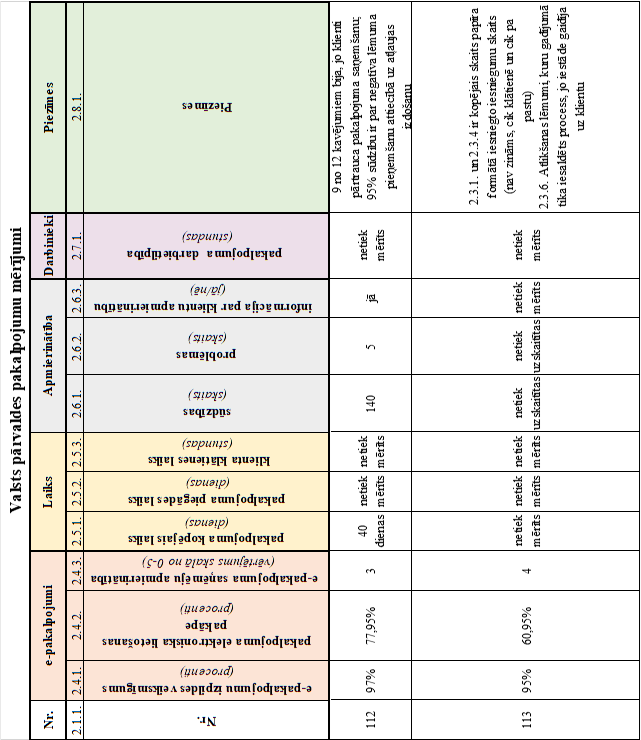 Valsts pārvaldes pakalpojumu mērījumi
Nr.
e-pakalpojumi
Laiks
Apmierinātība
Darbinieki
Piezīmes
2.1.1.
2.4.1.
2.4.2.
2.4.3.
2.5.1.
2.5.2.
2.5.3.
2.6.1.
2.6.2.
2.6.3.
2.7.1.
2.8.1.
Nr.
e-pakalpojumu izpildes veiksmīgums
(procenti)
pakalpojuma elektroniska lietošanas
pakāpe
(procenti)
e-pakalpojuma saņēmēju apmierinātība
(vērtējums skalā no 0-5)
pakalpojuma kopējais laiks
(dienas)
pakalpojuma piegādes laiks
(dienas)
klienta klātienes laiks
(stundas)
sūdzības
(skaits)
problēmas
(skaits)
informācija par klientu apmierinātību
(jā/nē)
pakalpojuma darbietilpība
(stundas)
Piezīmes
112
97%
77,95%
3
40
dienas
netiek
mērīts
netiek
mērīts
140
5
jā
netiek
mērīts
9 no 12 kavējumiem bija, jo klienti
pārtrauca pakalpojuma saņemšanu;
95% sūdzību ir par negatīva lēmuma
pieņemšanu attiecībā uz atļaujas
izdošanu
113
95%
60,95%
4
netiek
mērīts
netiek
mērīts
netiek
mērīts
netiek
uzskaitītas
netiek
uzskaitītas
netiek
mērīts
netiek
mērīts
2.3.1. un 2.3.4 ir kopējais skaits papīra
formātā iesniegto iesniegumu skaits
(nav zināms, cik klātienē un cik pa
pastu)
2.3.6. Atlikšanas lēmumi, kuru gadījumā
tika iesaldēts process, jo iestāde gaidīja
uz klientu